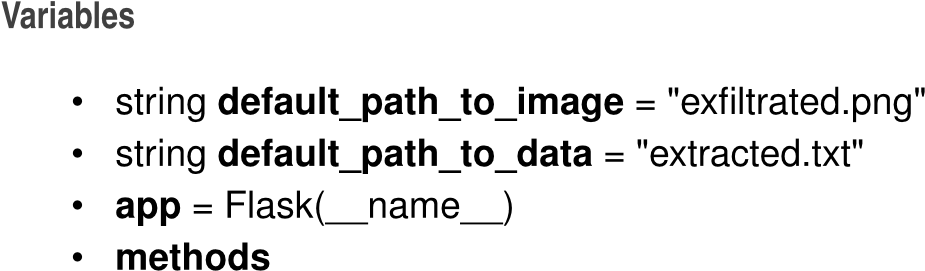 Variables
• string default_path_to_image = "exfiltrated.png"
• string default_path_to_data = "extracted.txt"
• app = Flask(__name__)
• methods